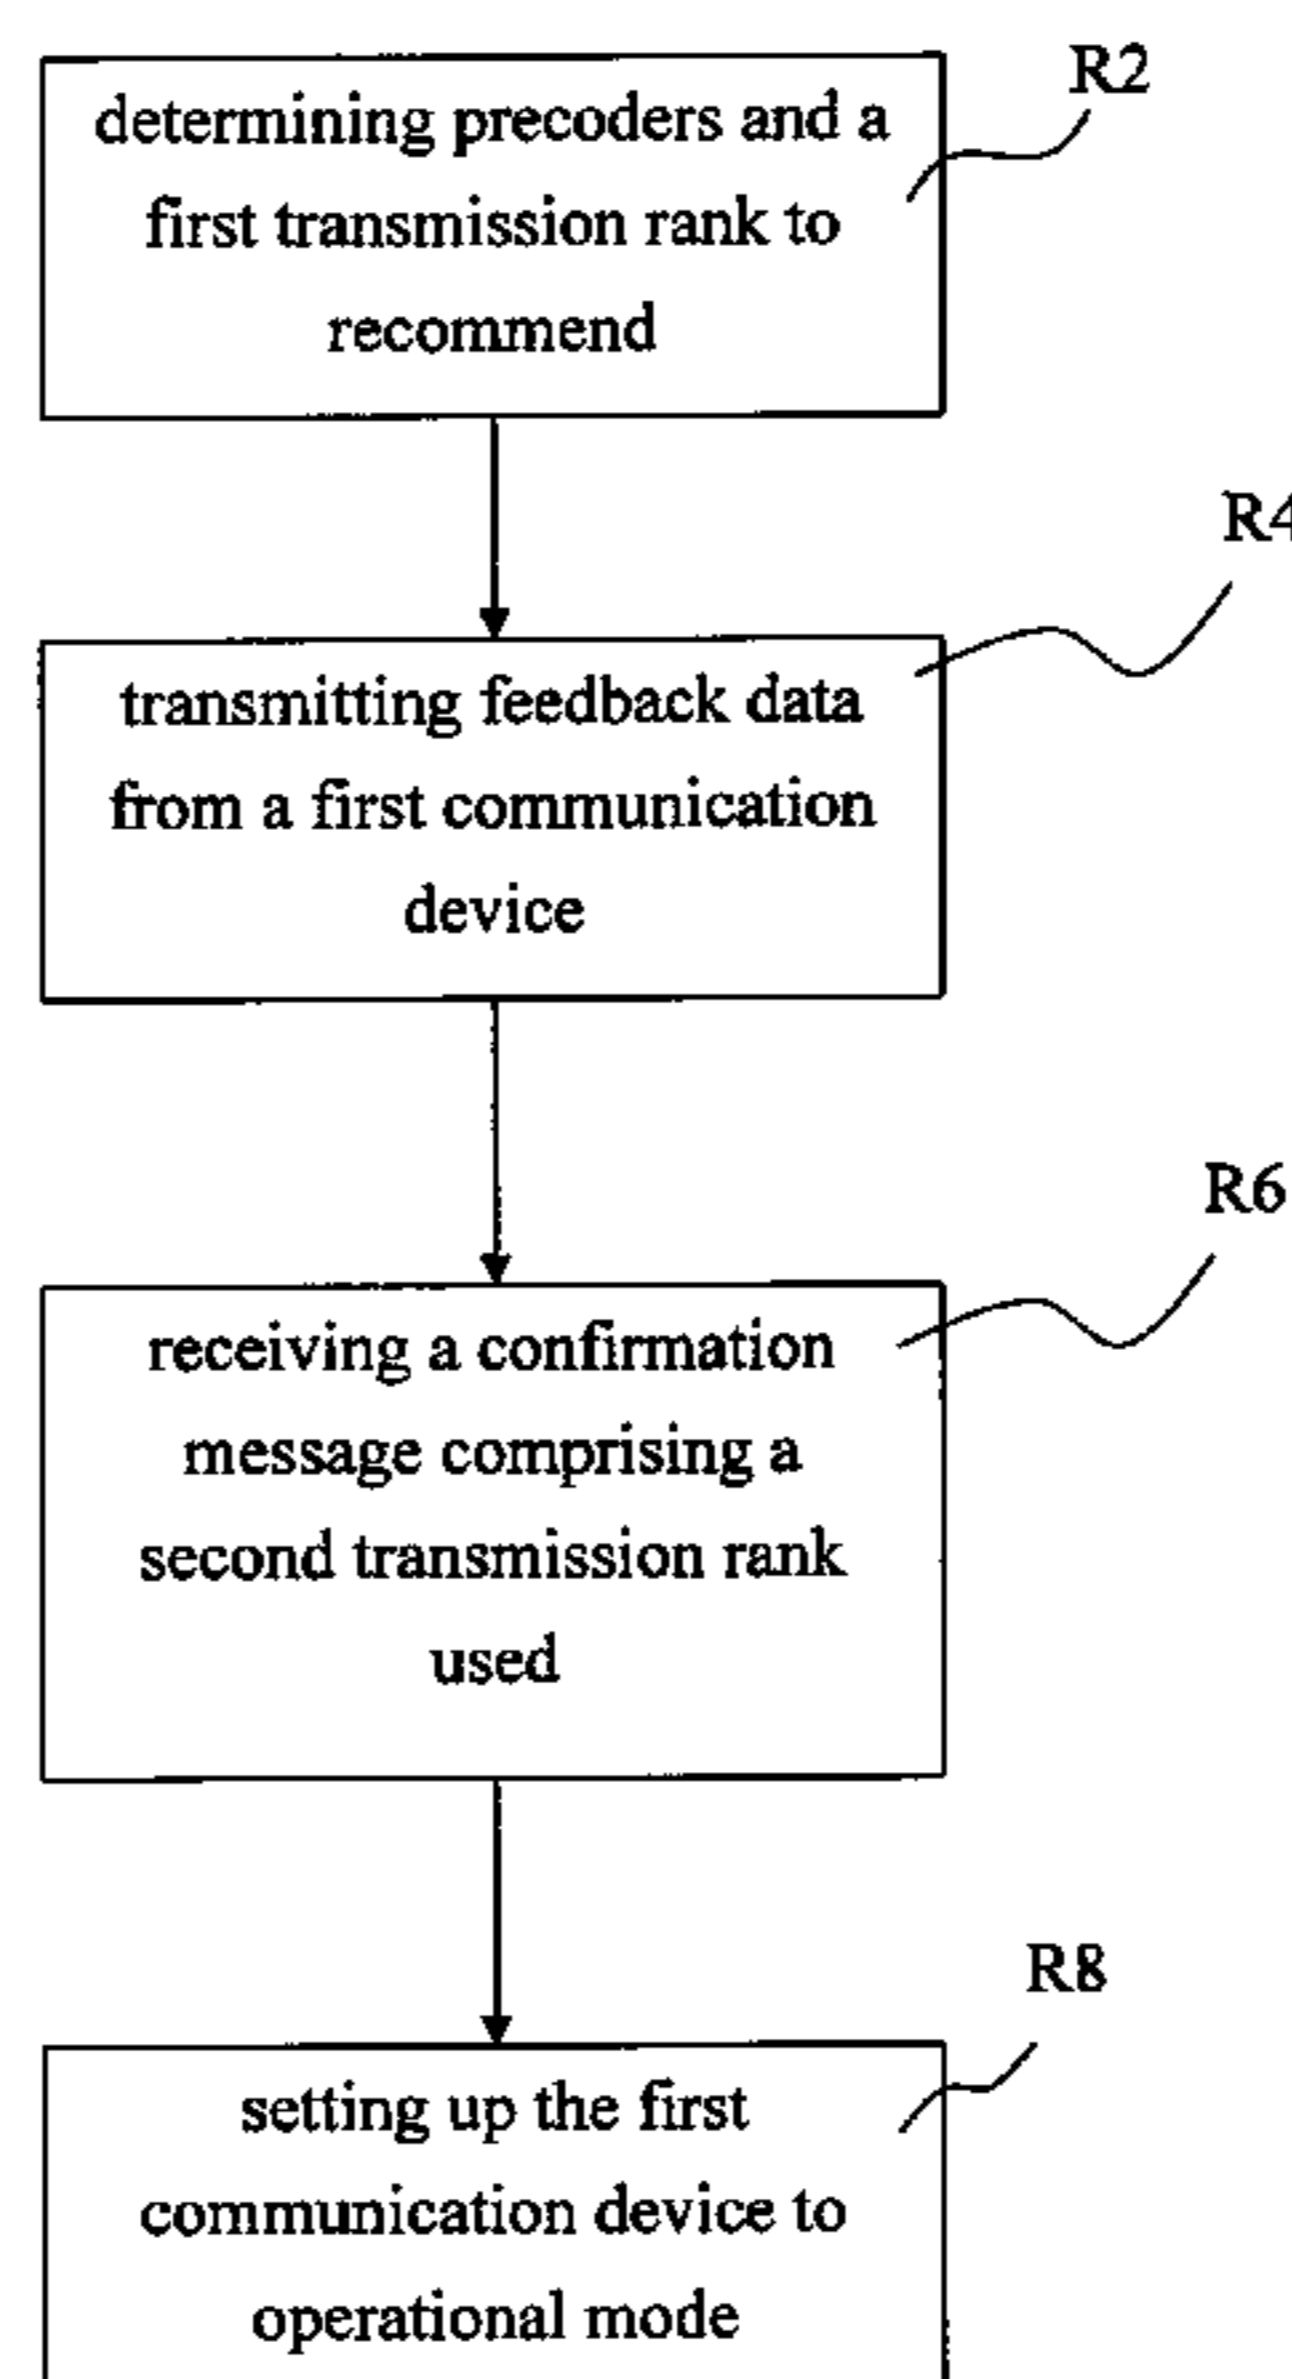 determining precoders and a
first transmission rank to
recommend
R2
transmitting feedback data
from a first communication
device
R4
receiving a confirmation
message comprising a
second transmission rank
used
R6
setting up the first
communication device to
operational mode
R8